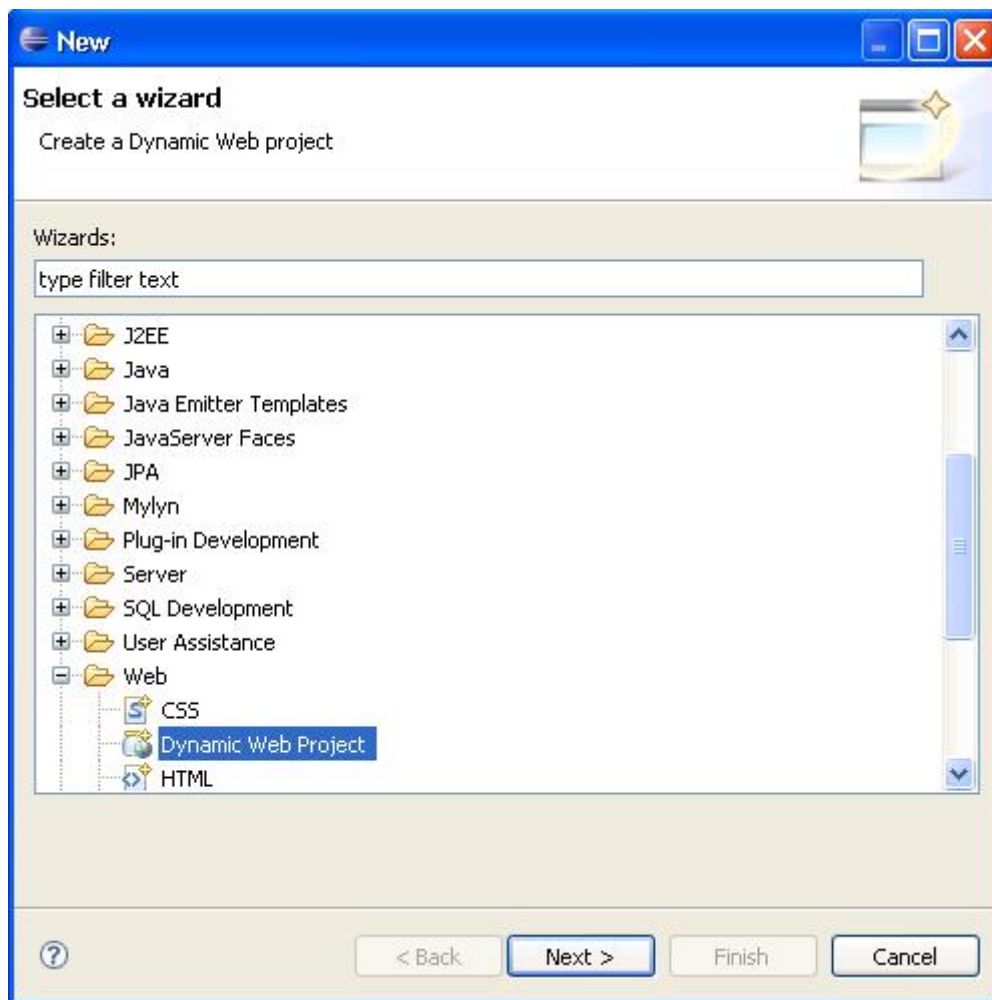 New
Select a wizard
Create a Dynamic Web project
Wizards:
type filter text
J2EE
Java
Java Emitter Templates
JavaServer Faces
JPA
Mylyn
Plug-in Development
Server
SQL Development
User Assistance
Web
CSS
Dynamic Web Project
HTML
< Back Next > Finish Cancel